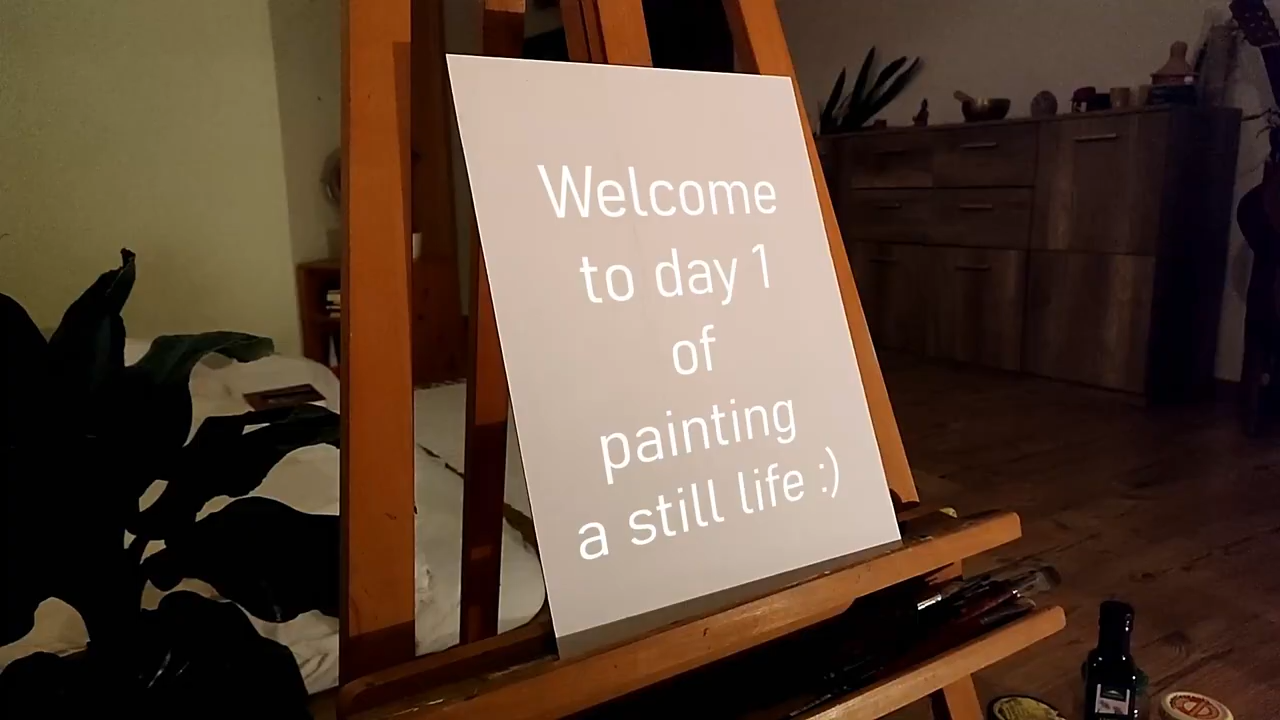 Welcome
to day 1
of
painting
a still life :)